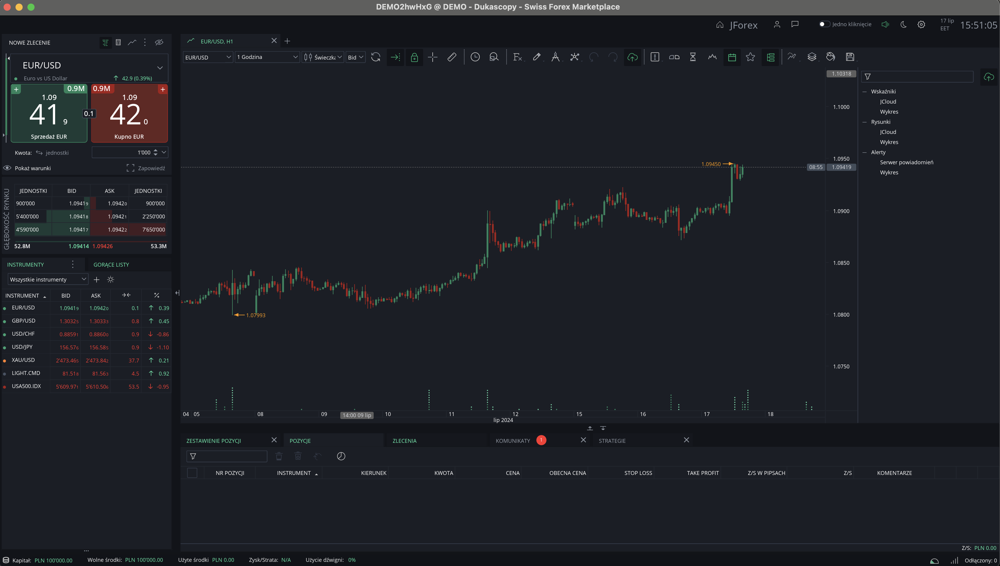 DEMO2hwHxG @ DEMO - Dukascopy - Swiss Forex Marketplace
JForex
Jedno kliknięcie
17 lip
EET
15:51:05
NOWE ZLECENIE
EUR/USD
Euro vs US Dollar
42.9 (0.39%)
0.9M
1.09
41 9
Sprzedaż EUR
0.1
0.9M
1.09
42 0
Kupno EUR
Kwota: jednostki 1'000
Pokaż warunki
Zapowiedź
GŁĘBOKOŚĆ RYNKU
JEDNOSTKI BID ASK JEDNOSTKI
900'000 1.09419 1.09420 900'000
5'400'000 1.09418 1.09421 2'250'000
4'590'000 1.09417 1.09422 7'650'000
52.8M 1.09414 1.09426 53.3M
INSTRUMENTY
GORĄCE LISTY
Wszystkie instrumenty
INSTRUMENT BID ASK %
EUR/USD 1.09419 1.09420 0.1 0.39
GBP/USD 1.30325 1.30333 0.8 0.45
USD/CHF 0.88591 0.88600 0.9 -0.86
USD/JPY 156.576 156.585 0.9 -1.10
XAU/USD 2'473.465 2'473.842 37.7 0.21
LIGHT.CMD 81.518 81.563 4.5 0.92
USA500.IDX 5'609.971 5'610.506 53.5 -0.95
EUR/USD, H1
EUR/USD
1 Godzina
Świeczka
Bid
1.10318
1.1000
1.0950
08:55 1.09419
1.0900
1.0850
1.0800
1.0750
1.09450
1.07993
04 05 08 09 14:00 09 lip 10 11 12 15 16 17 18
lip 2024
Wskaźniki
JCloud
Wykres
Rysunki
JCloud
Wykres
Alerty
Serwer powiadomień
Wykres
ZESTAWIENIE POZYCJI
POZYCJE
ZLECENIA
KOMUNIKATY 1
STRATEGIE
NR POZYCJI INSTRUMENT KIERUNEK KWOTA CENA OBECNA CENA STOP LOSS TAKE PROFIT Z/S W PIPSACH Z/S KOMENTARZE
Z/S: PLN 0.00
Kapitał: PLN 100'000.00 Wolne środki: PLN 100'000.00 Użyte środki PLN 0.00 Zysk/Strata: N/A Użycie dźwigni: 0%
Odłączony: 0